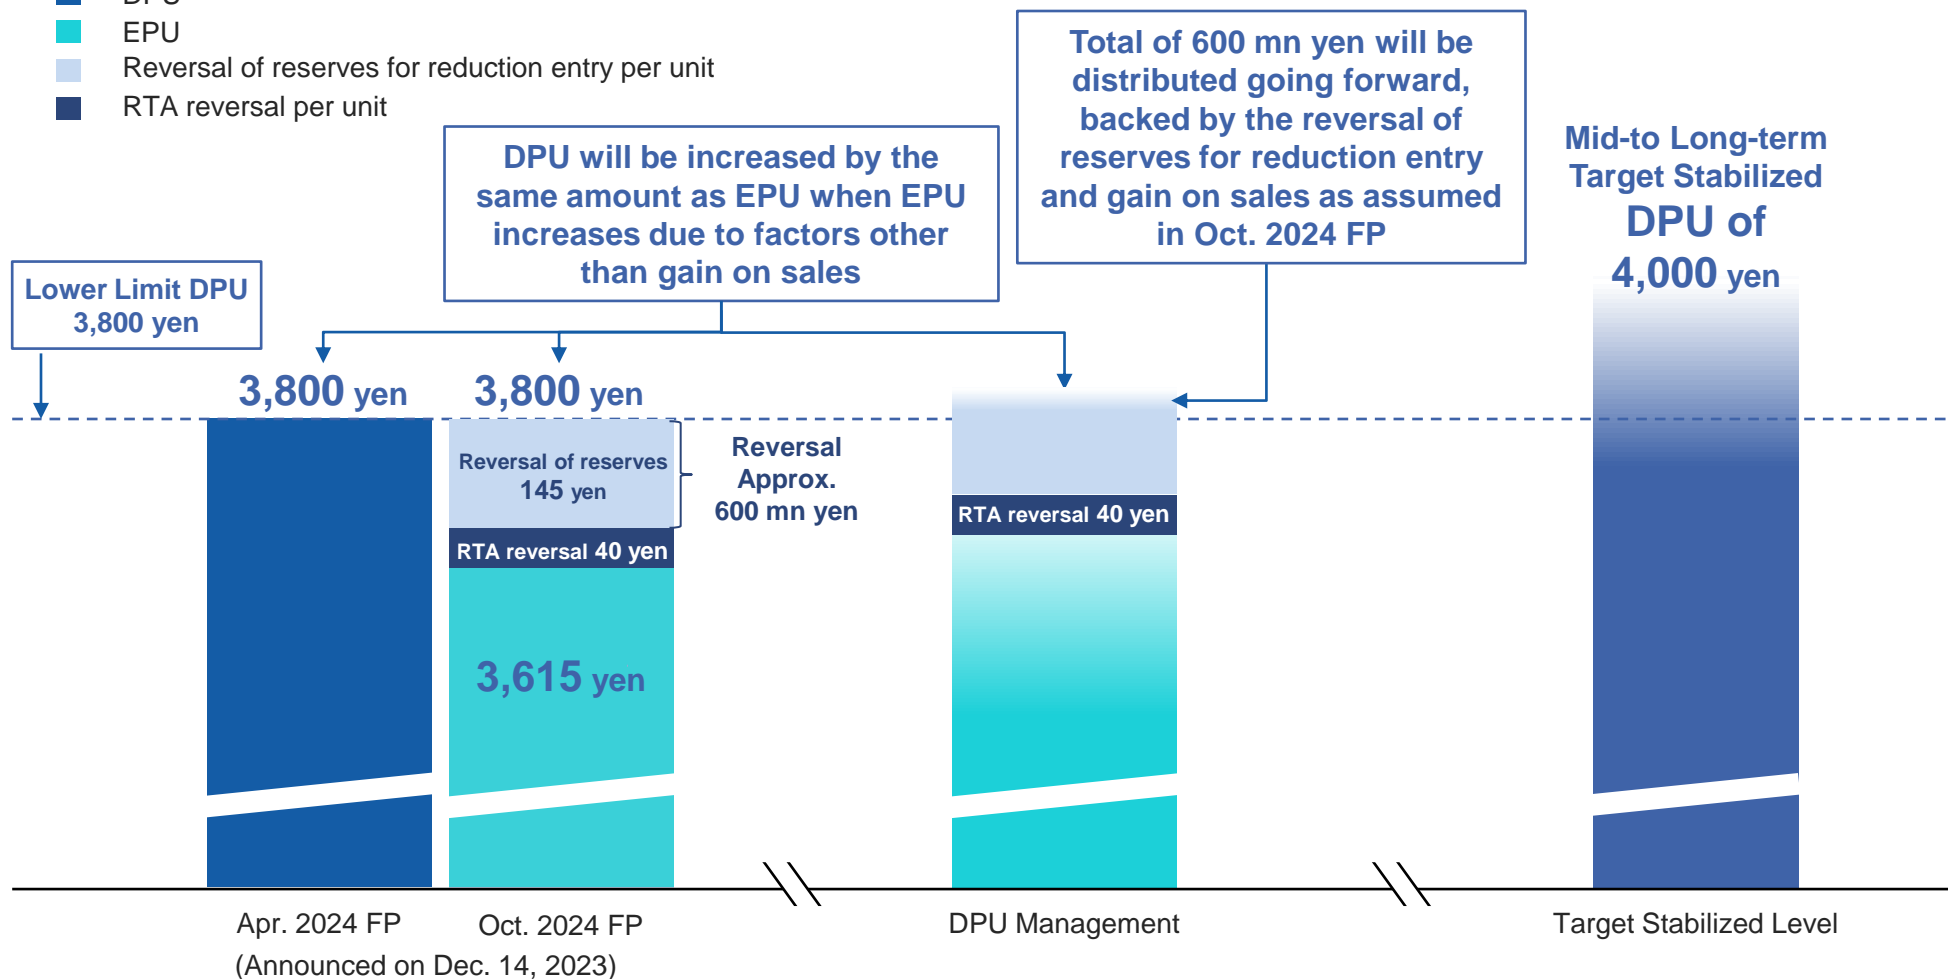 EPU
Reversal of reserves for reduction entry per unit
RTA reversal per unit
DPU will be increased by the
same amount as EPU when EPU
increases due to factors other
than gain on sales
Total of 600 mn yen will be
distributed going forward,
backed by the reversal of
reserves for reduction entry
and gain on sales as assumed
in Oct. 2024 FP
Mid-to Long-term
Target Stabilized
DPU of
4,000 yen
Lower Limit DPU
3,800 yen
3,800 yen
3,800 yen
Reversal of reserves
145 yen
RTA reversal 40 yen
3,615 yen
Reversal
Approx.
600 mn yen
RTA reversal 40 yen
Apr. 2024 FP
Oct. 2024 FP
(Announced on Dec. 14, 2023)
DPU Management
Target Stabilized Level